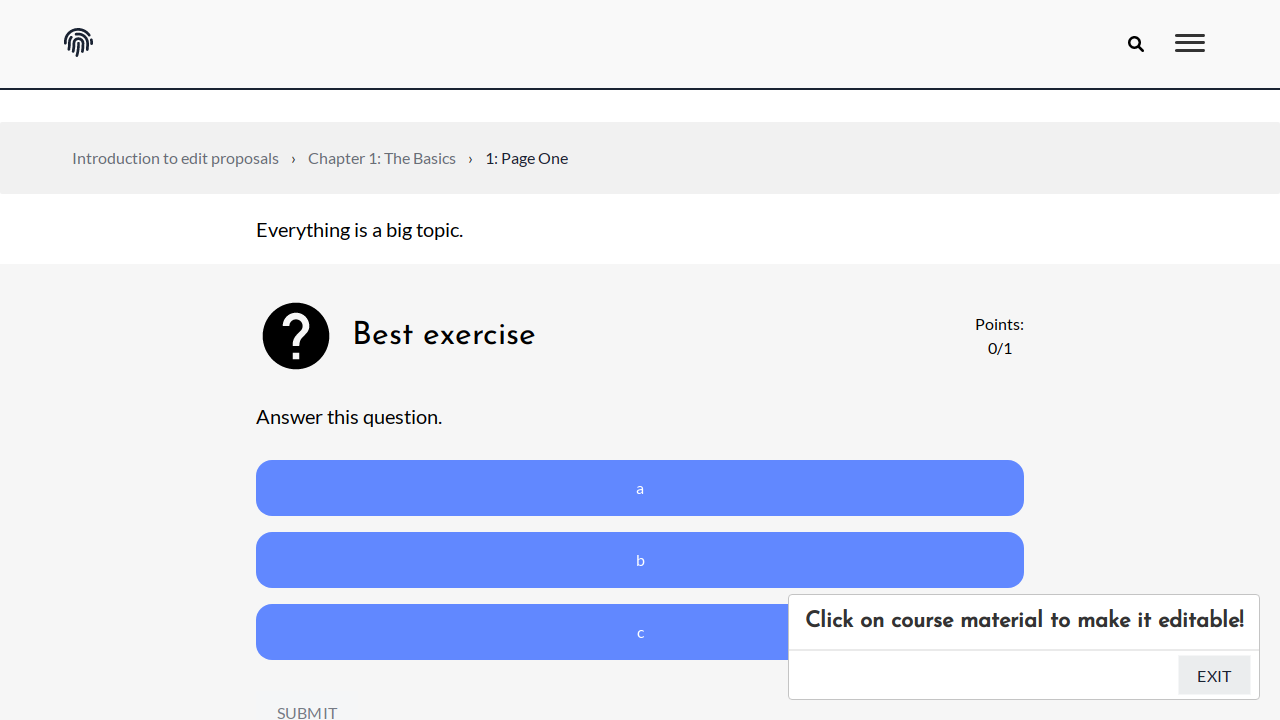 Introduction to edit proposals › Chapter 1: The Basics › 1: Page One
Everything is a big topic.
Best exercise
Points:
0/1
Answer this question.
a
b
c
Click on course material to make it editable!
EXIT
SUBMIT